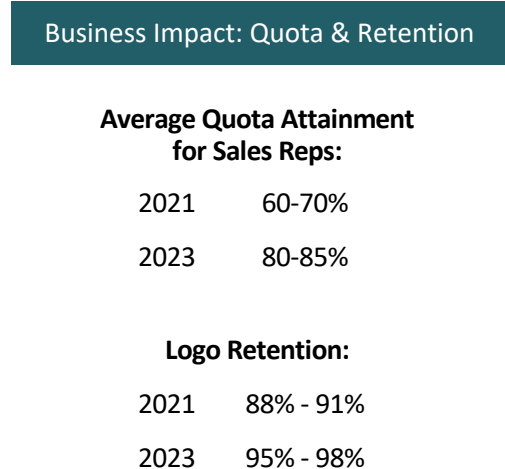 Business Impact: Quota & Retention
Average Quota Attainment
for Sales Reps:
2021 60-70%
2023 80-85%
Logo Retention:
2021 88% - 91%
2023 95% - 98%